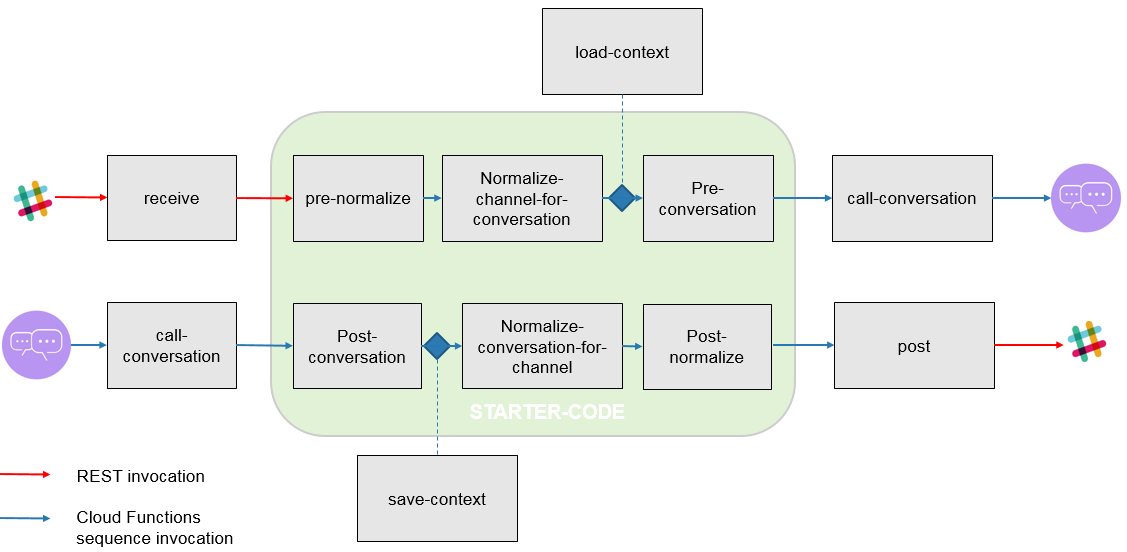 load-context
receive
pre-normalize
Normalize-
channel-for-
conversation
Pre-
conversation
call-conversation
call-
conversation
Post-
conversation
Normalize-
conversation-for-
channel
Post-
normalize
post
STARTER-CODE
save-context
REST invocation
Cloud Functions
sequence invocation